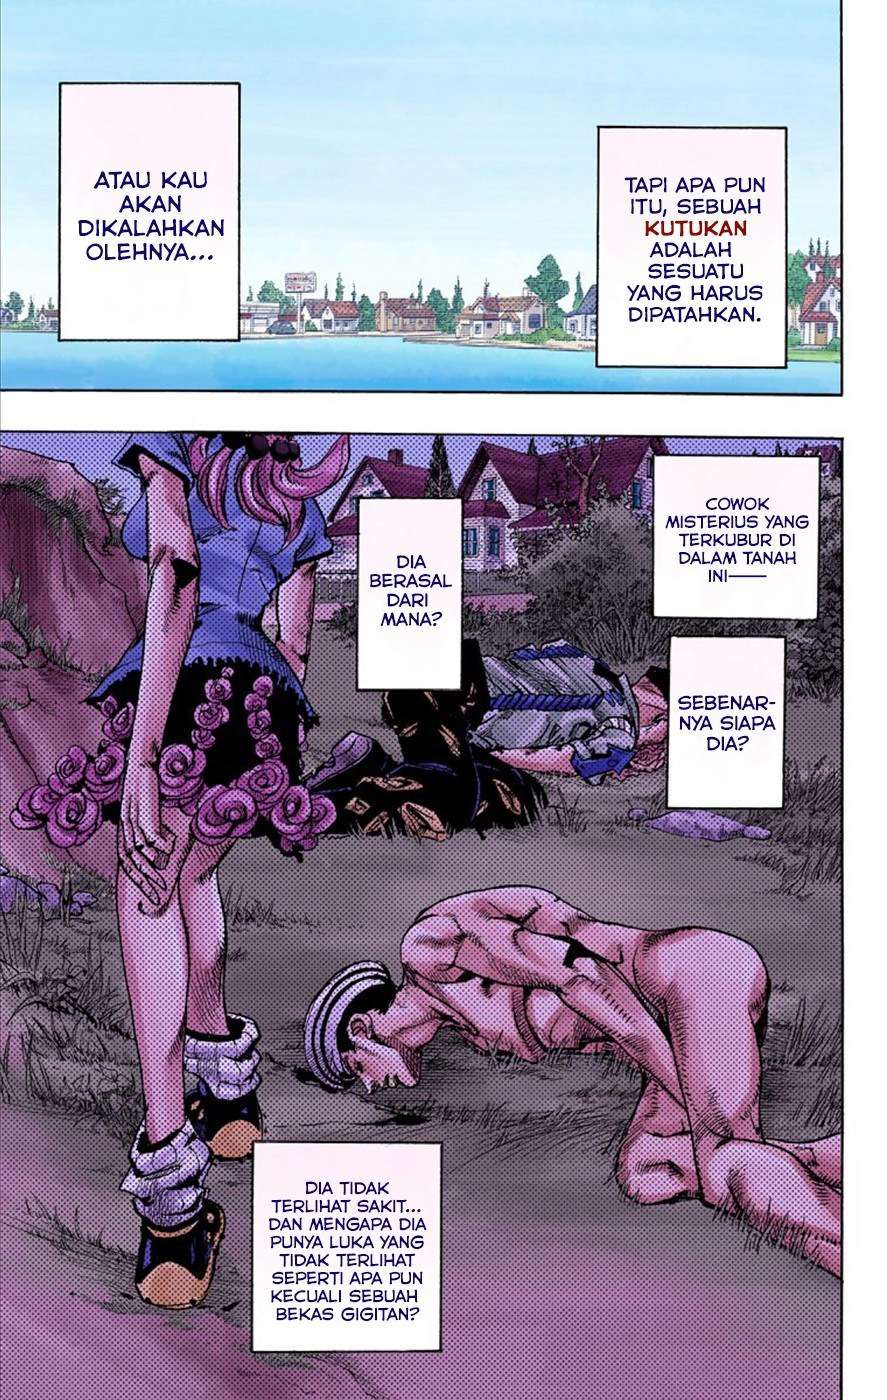 TAPI APA PUN
ITU, SEBUAH
KUTUKAN
ADALAH
SESUATU
YANG HARUS
DIPATAHKAN.
ATAU KAU
AKAN
DIKALAHKAN
OLEHNYA...
COWOK
MISTERIUS YANG
TERKUBUR DI
DALAM TANAH
INI——
SEBENAR-
NYA SIAPA
DIA?
DIA
BERASAL
DARI
MANA?
DIA TIDAK
TERLIHAT SAKIT...
DAN MENGAPA DIA
PUNYA LUKA YANG
TIDAK TERLIHAT
SEPERTI APA PUN
KECUALI SEBUAH
BEKAS GIGITAN?